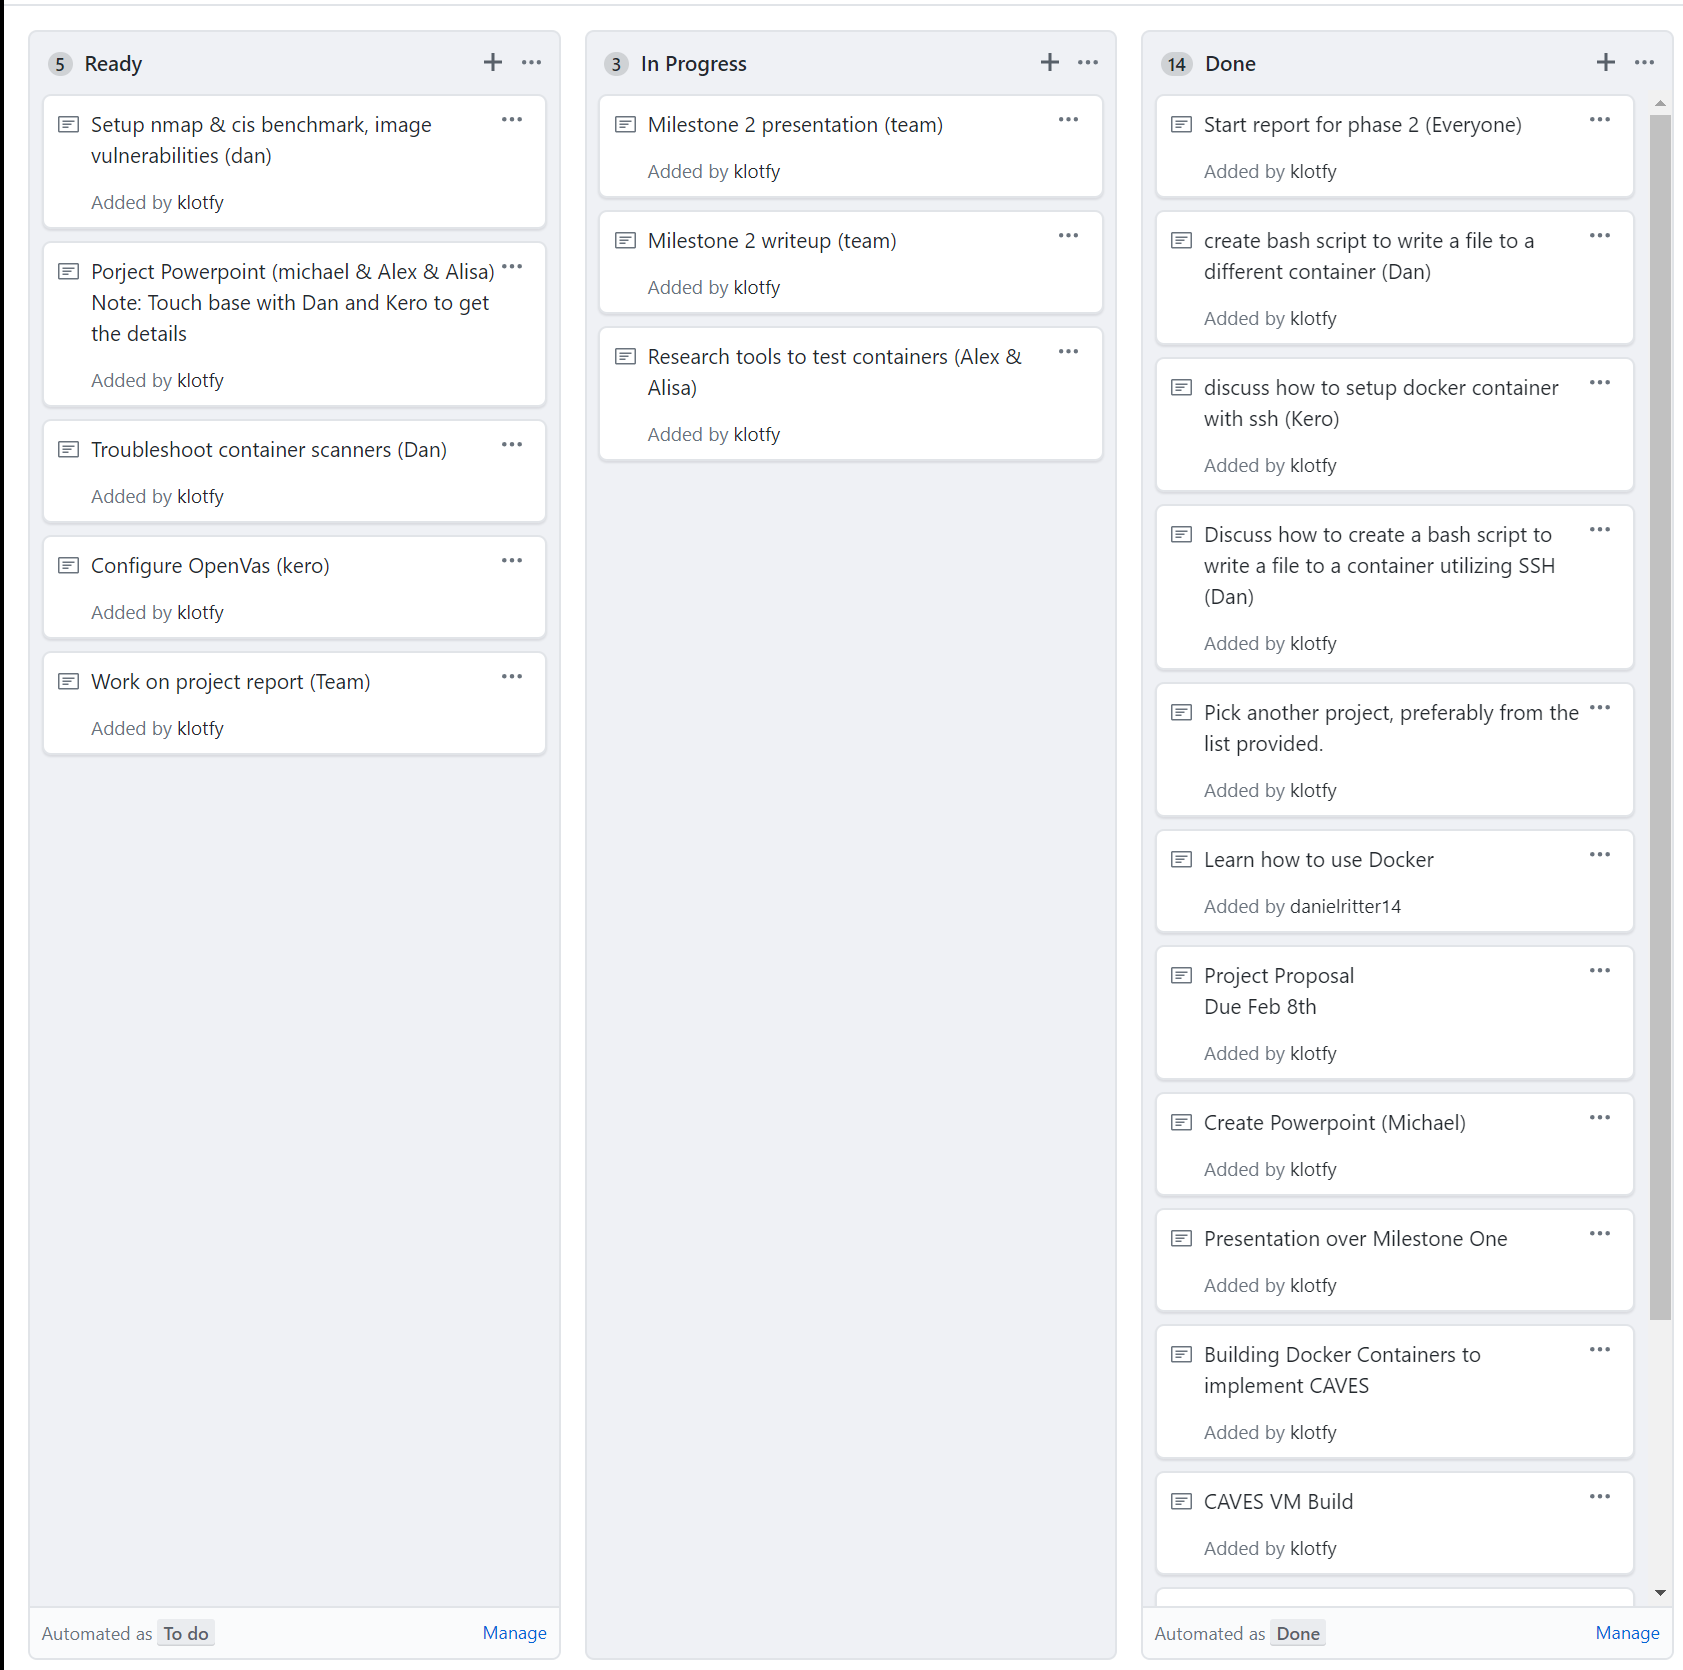 5 Ready
Setup nmap & cis benchmark, image
vulnerabilities (dan)
Added by klotfy
Porject Powerpoint (michael & Alex & Alisa)
Note: Touch base with Dan and Kero to get
the details
Added by klotfy
Troubleshoot container scanners (Dan)
Added by klotfy
Configure OpenVas (kero)
Added by klotfy
Work on project report (Team)
Added by klotfy
Automated as To do Manage
3 In Progress
Milestone 2 presentation (team)
Added by klotfy
Milestone 2 writeup (team)
Added by klotfy
Research tools to test containers (Alex &
Alisa)
Added by klotfy
14 Done
Start report for phase 2 (Everyone)
Added by klotfy
create bash script to write a file to a
different container (Dan)
Added by klotfy
discuss how to setup docker container
with ssh (Kero)
Added by klotfy
Discuss how to create a bash script to
write a file to a container utilizing SSH
(Dan)
Added by klotfy
Pick another project, preferably from the
list provided.
Added by klotfy
Learn how to use Docker
Added by danielritter14
Project Proposal
Due Feb 8th
Added by klotfy
Create Powerpoint (Michael)
Added by klotfy
Presentation over Milestone One
Added by klotfy
Building Docker Containers to
implement CAVES
Added by klotfy
CAVES VM Build
Added by klotfy
Automated as Done Manage